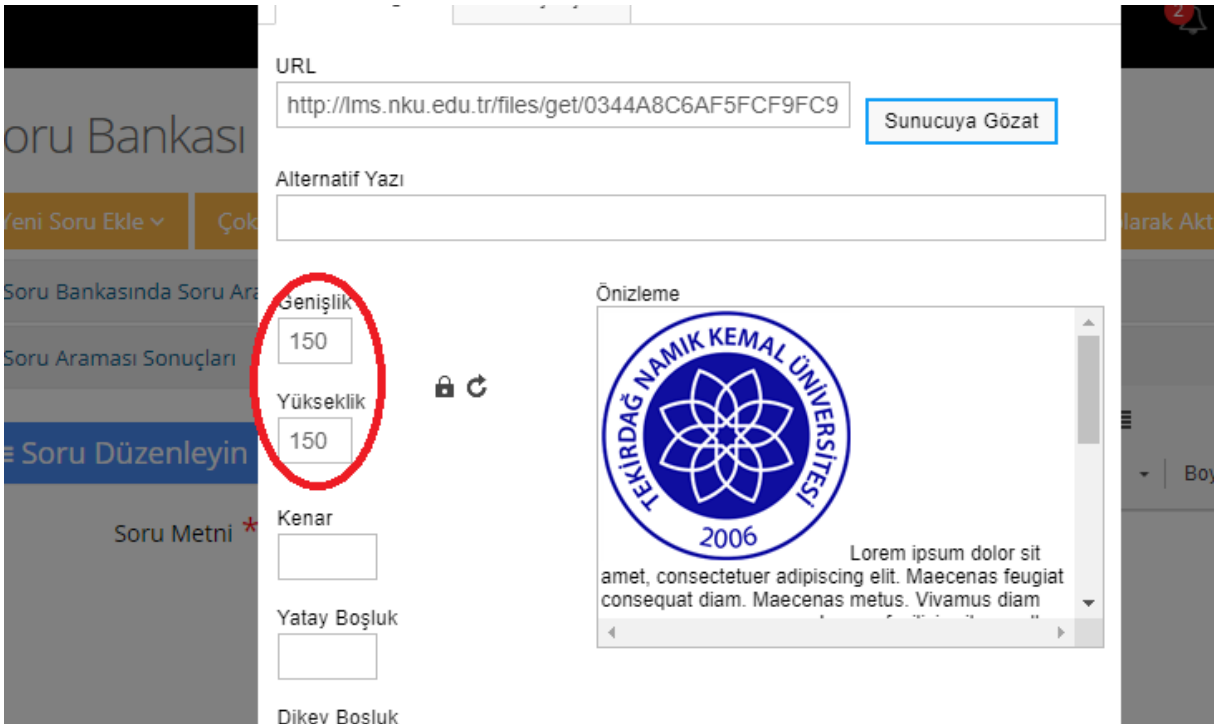 2
URL
http://lms.nku.edu.tr/files/get/0344A8C6AF5FCF9FC9
Sunucuya Gözat
oru Bankası
Alternatif Yazı
Yeni Soru Ekle
Çok
larak Akt
Soru Bankasında Soru Ara
Genişlik
150
Önizleme
TEKİRDAĞ NAMIK KEMAL ÜNİVERSİTESİ
2006
Soru Araması Sonuçları
Yükseklik
150
Soru Düzenleyin
Boy
Soru Metni *
Kenar
Lorem ipsum dolor sit
amet, consectetuer adipiscing elit. Maecenas feugiat
consequat diam. Maecenas metus. Vivamus diam
Yatay Boşluk
Dikey Boşluk